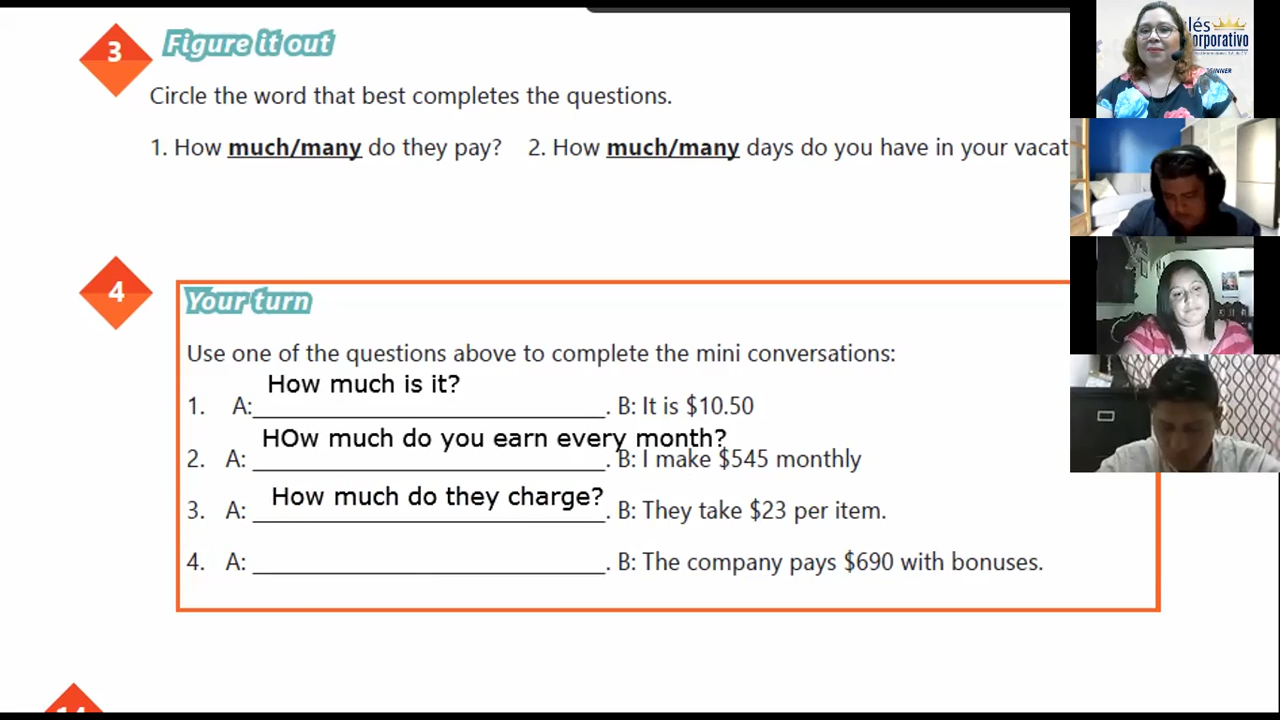 3
Figure it out
Circle the word that best completes the questions.
1. How much/many do they pay? 2. How much/many days do you have in your vacat
4
Your turn
Use one of the questions above to complete the mini conversations:
How much is it?
1. A:____________________. B: It is $10.50
HOw much do you earn every month?
2. A: ____________________. B: I make $545 monthly
How much do they charge?
3. A: ____________________. B: They take $23 per item.
4. A: ____________________. B: The company pays $690 with bonuses.
lés
orporativo